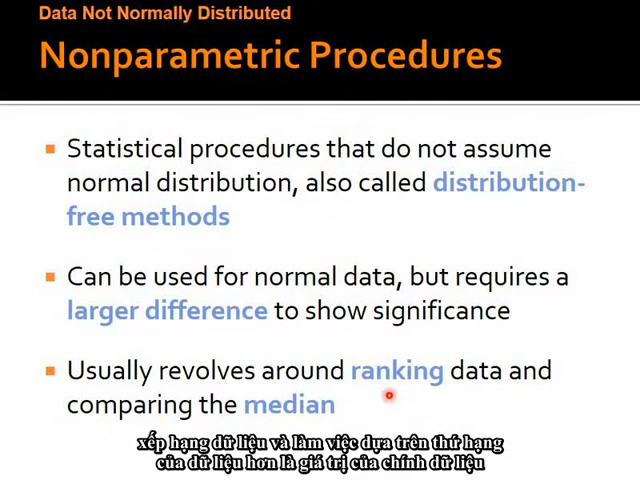 Data Not Normally Distributed
Nonparametric Procedures
Statistical procedures that do not assume
normal distribution, also called distribution-
free methods
Can be used for normal data, but requires a
larger difference to show significance
Usually revolves around ranking data and
comparing the median
xếp hạng dữ liệu và làm việc dựa trên thứ hạng
của dữ liệu hơn là giá trị của chính dữ liệu